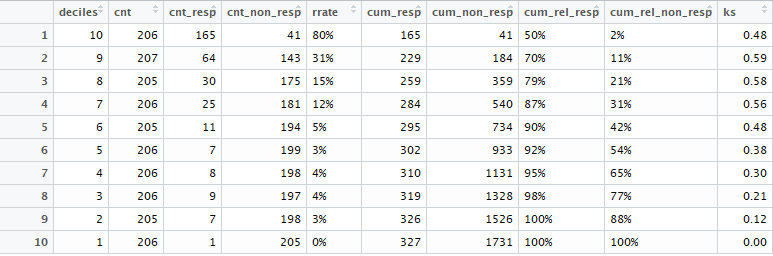 deciles cnt cnt_resp cnt_non_resp rrate cum_resp cum_non_resp cum_rel_resp cum_rel_non_resp ks
1 10 206 165 41 80% 165 41 50% 2% 0.48
2 9 207 64 143 31% 229 184 70% 11% 0.59
3 8 205 30 175 15% 259 359 79% 21% 0.58
4 7 206 25 181 12% 284 540 87% 31% 0.56
5 6 205 11 194 5% 295 734 90% 42% 0.48
6 5 206 7 199 3% 302 933 92% 54% 0.38
7 4 206 8 198 4% 310 1131 95% 65% 0.30
8 3 206 9 197 4% 319 1328 98% 77% 0.21
9 2 205 7 198 3% 326 1526 100% 88% 0.12
10 1 206 1 205 0% 327 1731 100% 100% 0.00